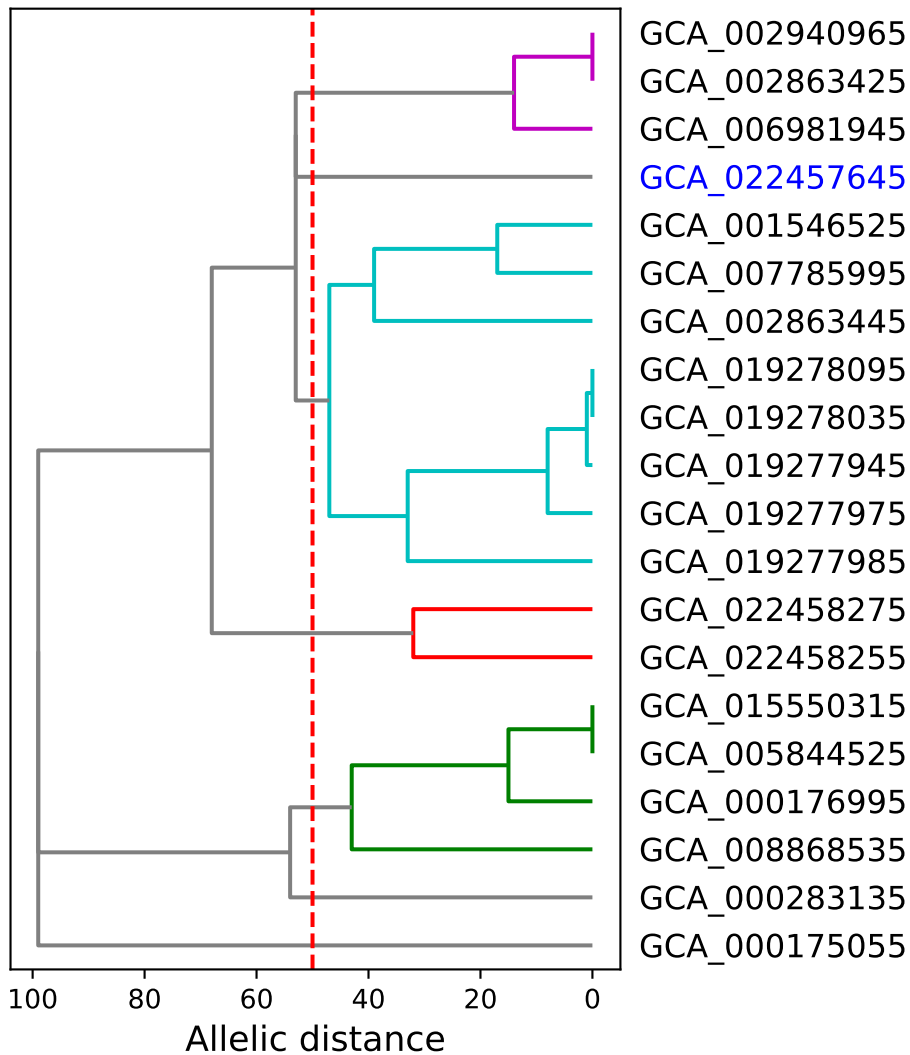 GCA_002940965
GCA_002863425
GCA_006981945
GCA_022457645
GCA_001546525
GCA_007785995
GCA_002863445
GCA_019278095
GCA_019278035
GCA_019277945
GCA_019277975
GCA_019277985
GCA_022458275
GCA_022458255
GCA_015550315
GCA_005844525
GCA_000176995
GCA_008868535
GCA_000283135
GCA_000175055
100 80 60 40 20 0
Allelic distance